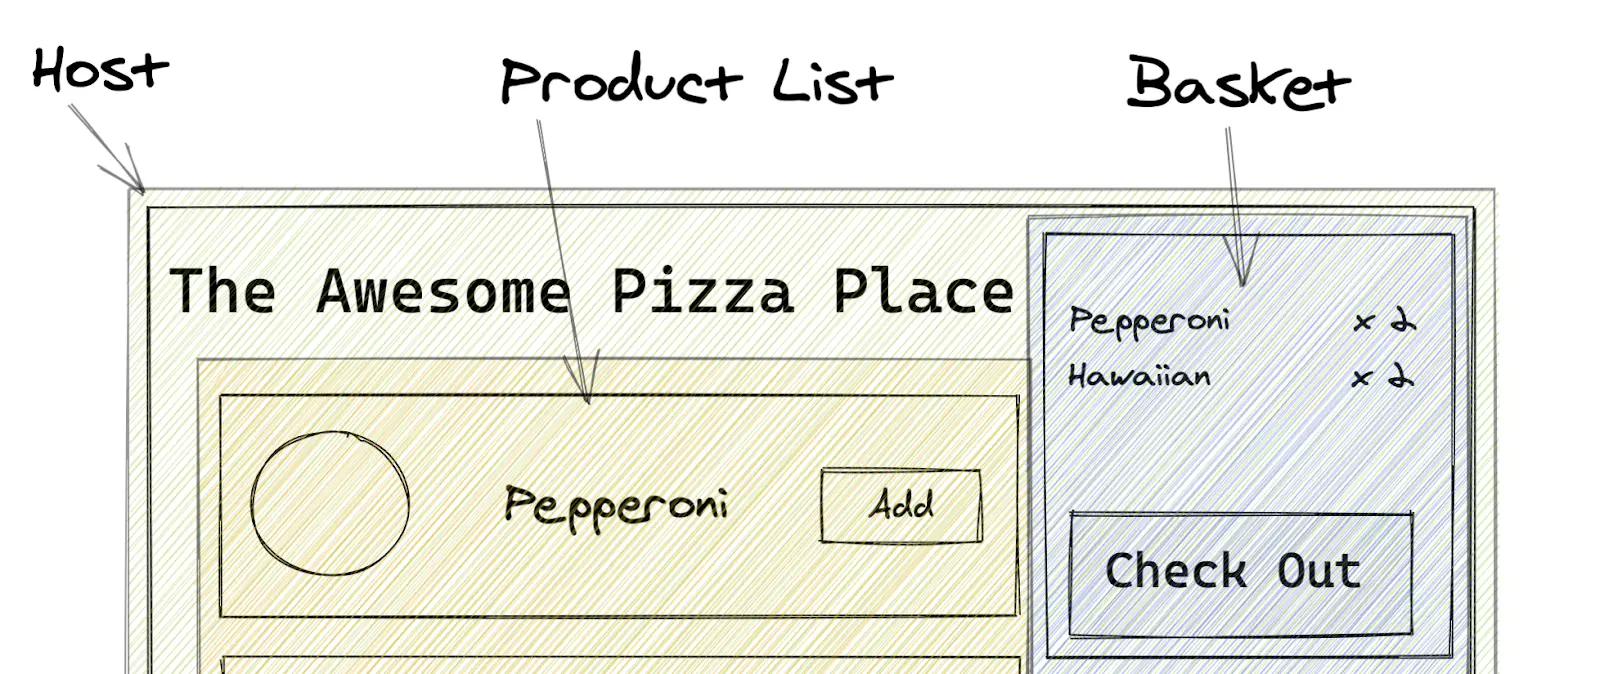 Host
Product List
Basket
The Awesome Pizza Place
Pepperoni x 2
Hawaiian x 2
Pepperoni
Add
Check Out